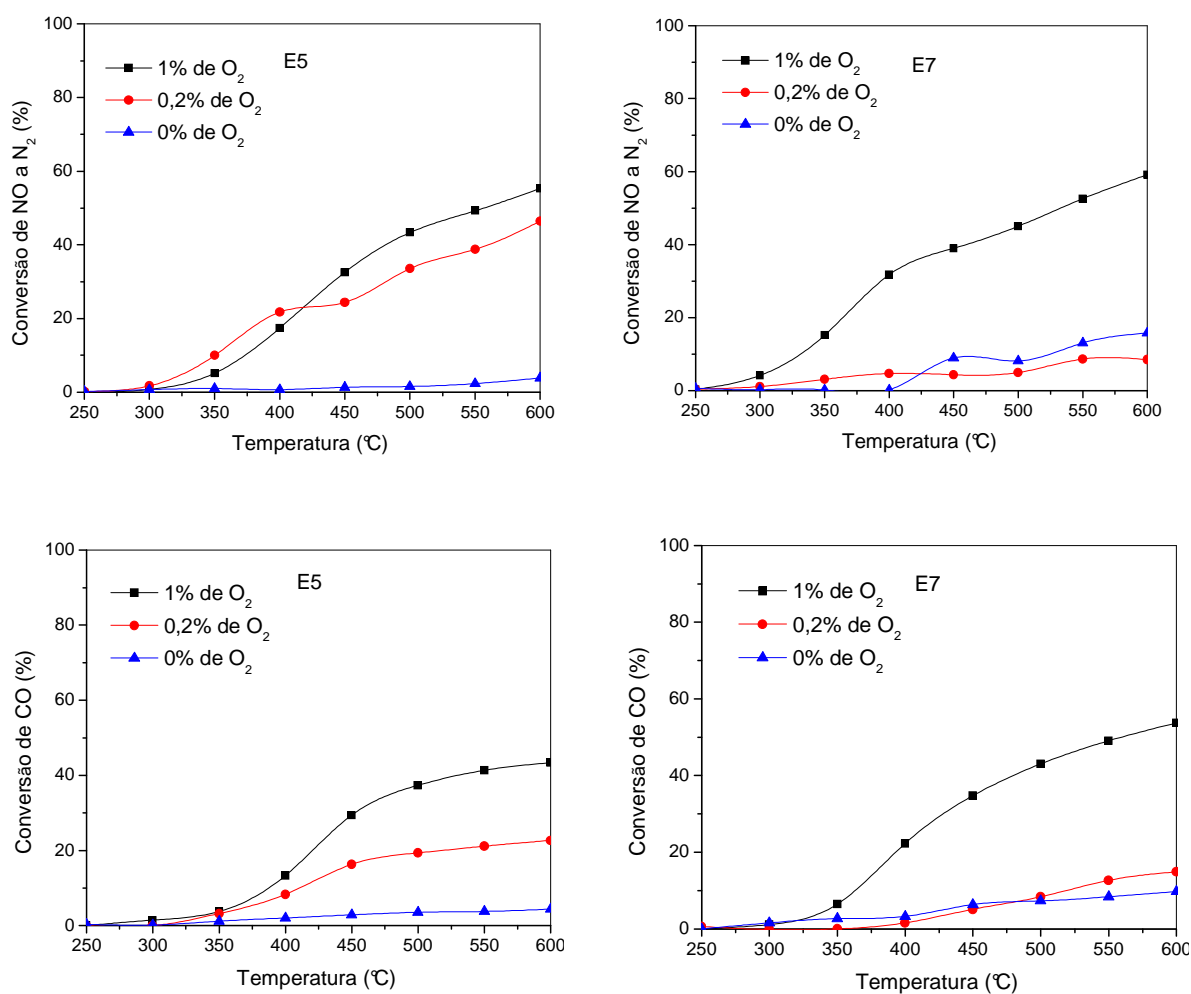 100
80
60
40
20
0
Conversão de NO a N2 (%)
E5
1% de O2
0,2% de O2
0% de O2
250 300 350 400 450 500 550 600
Temperatura (°C)
100
80
60
40
20
0
Conversão de NO a N2 (%)
E7
1% de O2
0,2% de O2
0% de O2
250 300 350 400 450 500 550 600
Temperatura (°C)
100
80
60
40
20
0
Conversão de CO (%)
E5
1% de O2
0,2% de O2
0% de O2
250 300 350 400 450 500 550 600
Temperatura (°C)
100
80
60
40
20
0
Conversão de CO (%)
E7
1% de O2
0,2% de O2
0% de O2
250 300 350 400 450 500 550 600
Temperatura (°C)